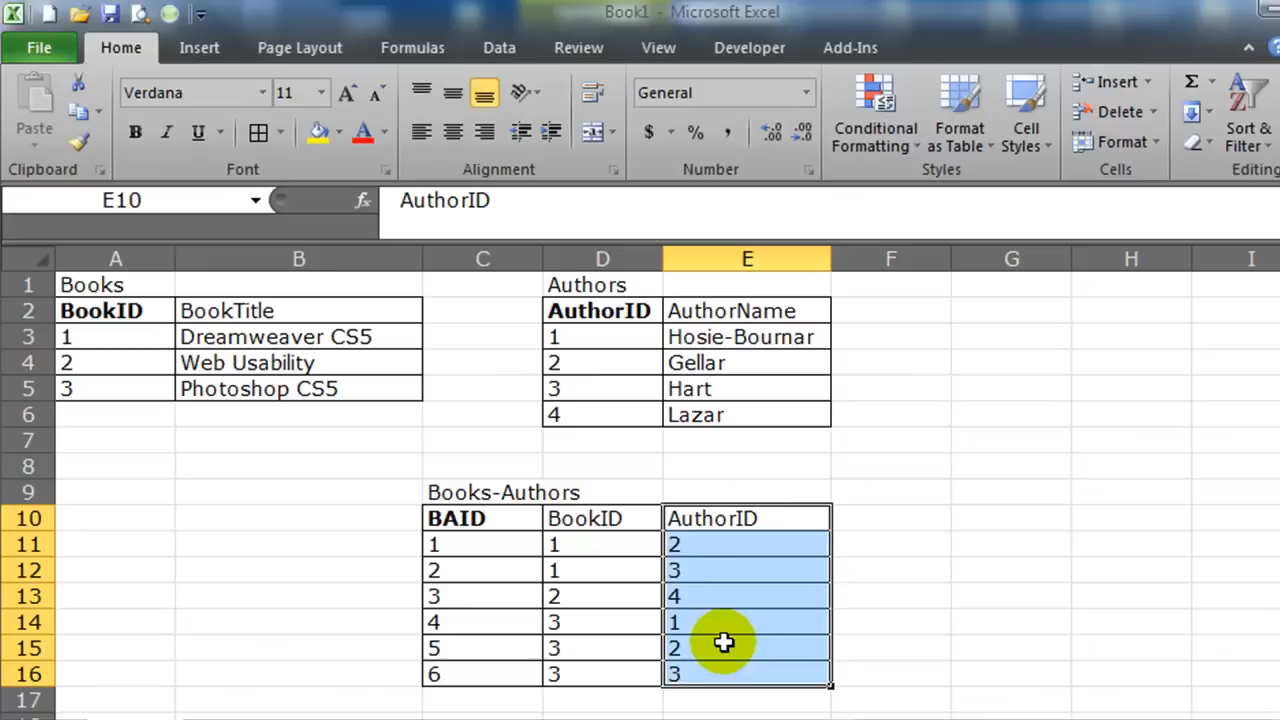 Book1 - Microsoft Excel
File Home Insert Page Layout Formulas Data Review View Developer Add-Ins
Paste
Verdana 11
B I U A
General
$ % ,
Conditional Formatting
Format as Table
Cell Styles
Insert
Delete
Format
Σ
Sort & Filter
Clipboard Font Alignment Number Styles Cells Editing
E10 fx AuthorID
A B C D E F G H I
1 Books Authors
2 BookID BookTitle AuthorID AuthorName
3 1 Dreamweaver CS5 1 Hosie-Bournar
4 2 Web Usability 2 Gellar
5 3 Photoshop CS5 3 Hart
6 4 Lazar
7
8
9 Books-Authors
10 BAID BookID AuthorID
11 1 1 2
12 2 1 3
13 3 2 4
14 4 3 1
15 5 3 2
16 6 3 3
17